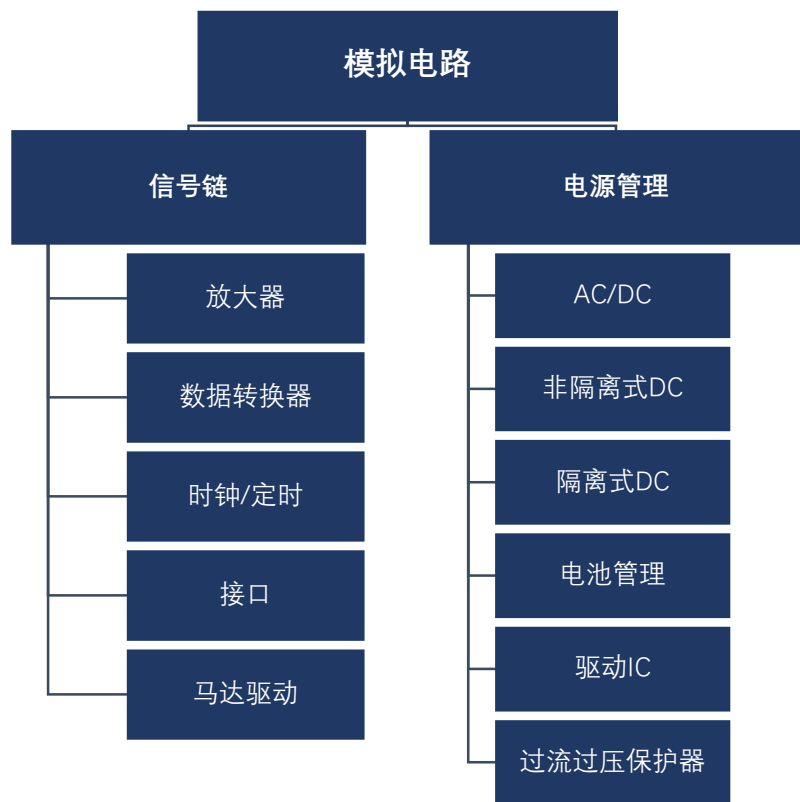 模拟电路
信号链
电源管理
放大器
数据转换器
时钟/定时
接口
马达驱动
AC/DC
非隔离式DC
隔离式DC
电池管理
驱动IC
过流过压保护器